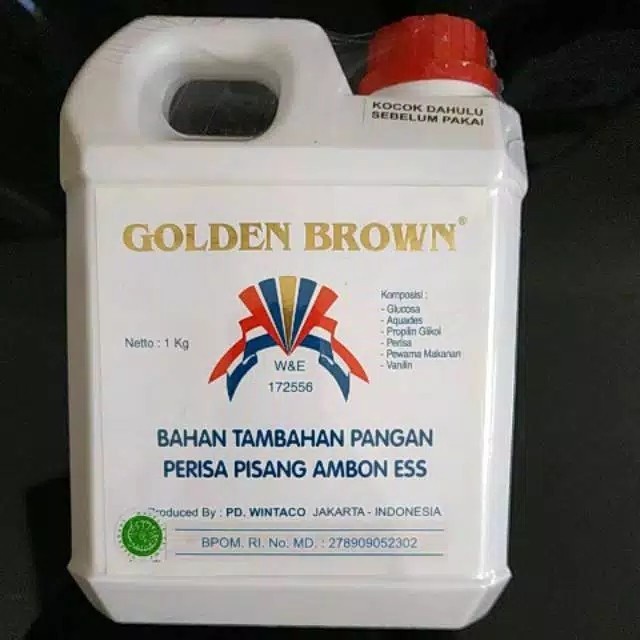 KOCOK DAHULU
SEBELUM PAKAI
GOLDEN BROWN®
Komposisi :
- Glucosa
- Aquades
- Propilin Glikol
- Perisa
- Pewarna Makanan
- Vanilin
Netto : 1 Kg
W&E
172556
BAHAN TAMBAHAN PANGAN
PERISA PISANG AMBON ESS
Produced By : PD. WINTACO JAKARTA - INDONESIA
BPOM. RI. No. MD. : 278909052302